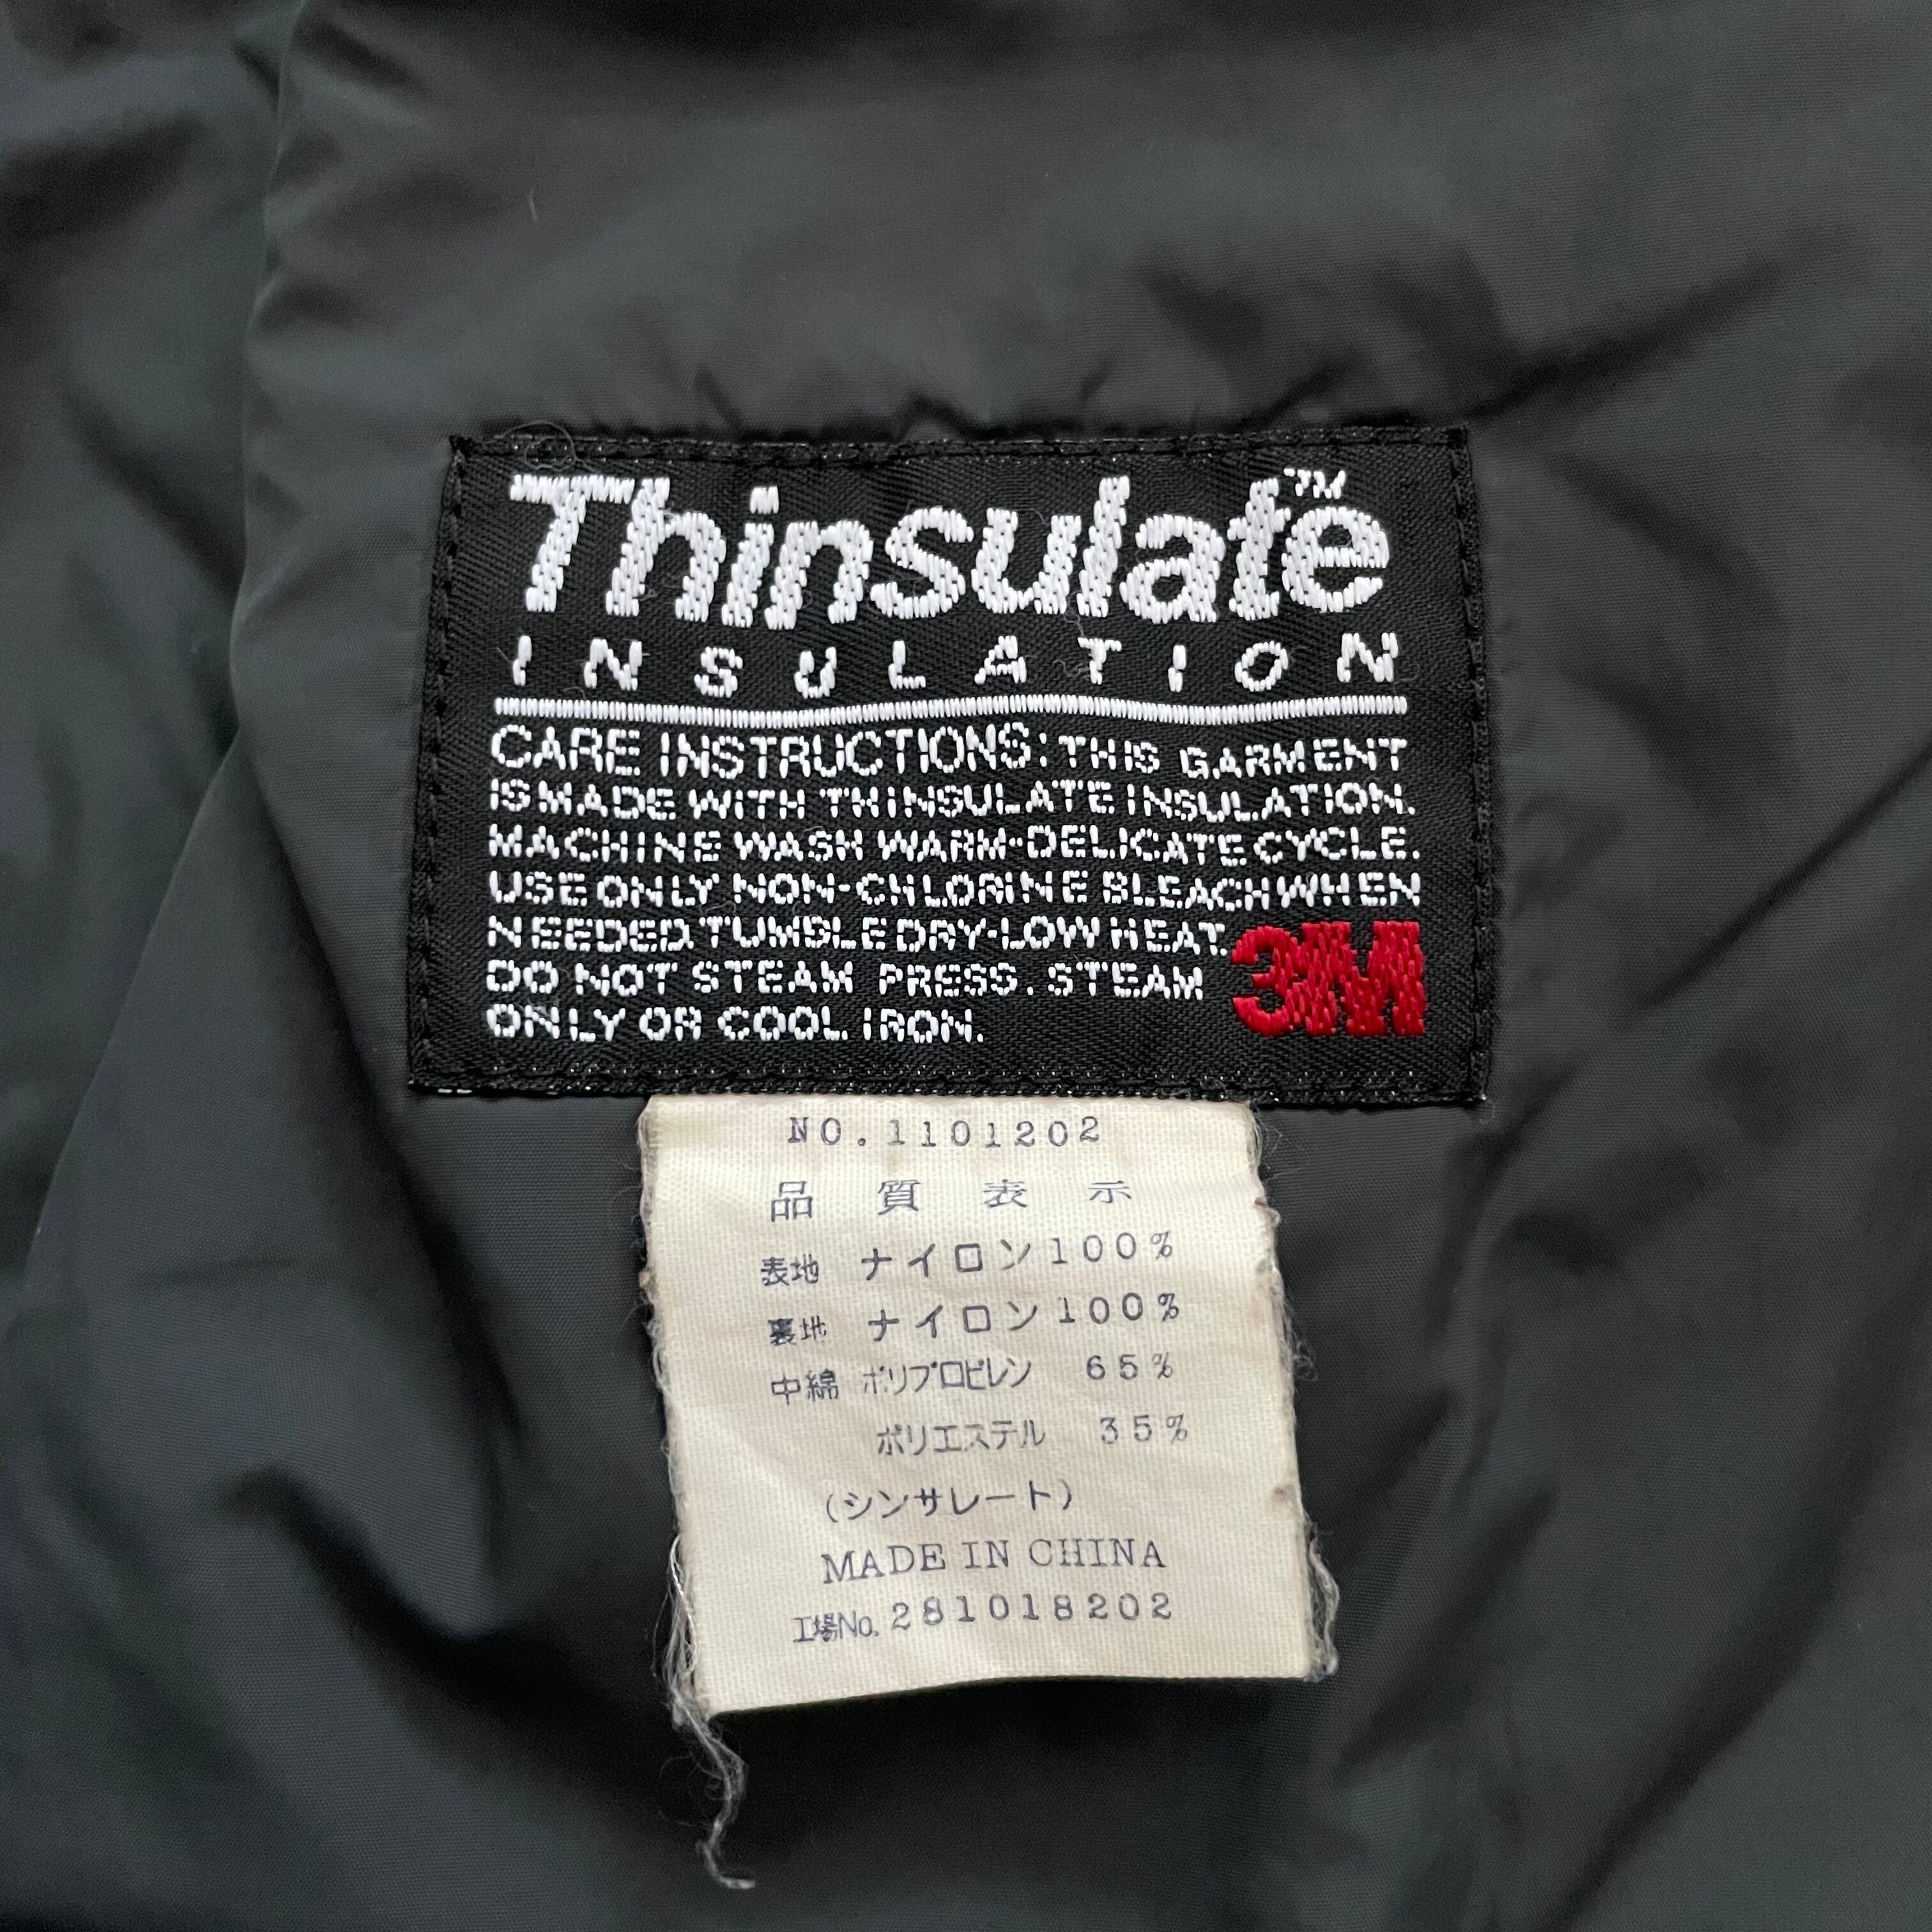 Thinsulate™
INSULATION
CARE INSTRUCTIONS: THIS GARMENT
IS MADE WITH THINSULATE INSULATION.
MACHINE WASH WARM-DELICATE CYCLE.
USE ONLY NON-CHLORINE BLEACH WHEN
NEEDED. TUMBLE DRY-LOW HEAT.
DO NOT STEAM PRESS. STEAM
ONLY OR COOL IRON.
3M
NO.1101202
品質表示
表地 ナイロン100%
裏地 ナイロン100%
中綿 ポリプロピレン 65%
ポリエステル 35%
(シンサレート)
MADE IN CHINA
工場No.281018202